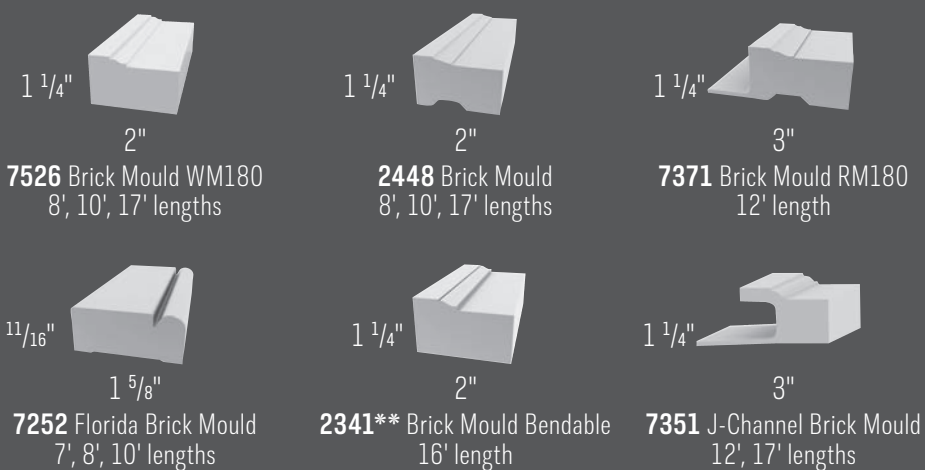 1 1/4"
2"
7526 Brick Mould WM180
8', 10', 17' lengths
1 1/4"
2"
2448 Brick Mould
8', 10', 17' lengths
1 1/4"
3"
7371 Brick Mould RM180
12' length
11/16"
1 5/8"
7252 Florida Brick Mould
7', 8', 10' lengths
1 1/4"
2"
2341** Brick Mould Bendable
16' length
1 1/4"
3"
7351 J-Channel Brick Mould
12', 17' lengths